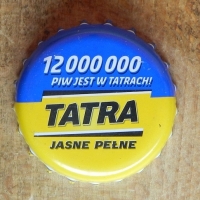 12 000 000
PIW JEST W TATRACH!
TATRA
JASNE PEŁNE